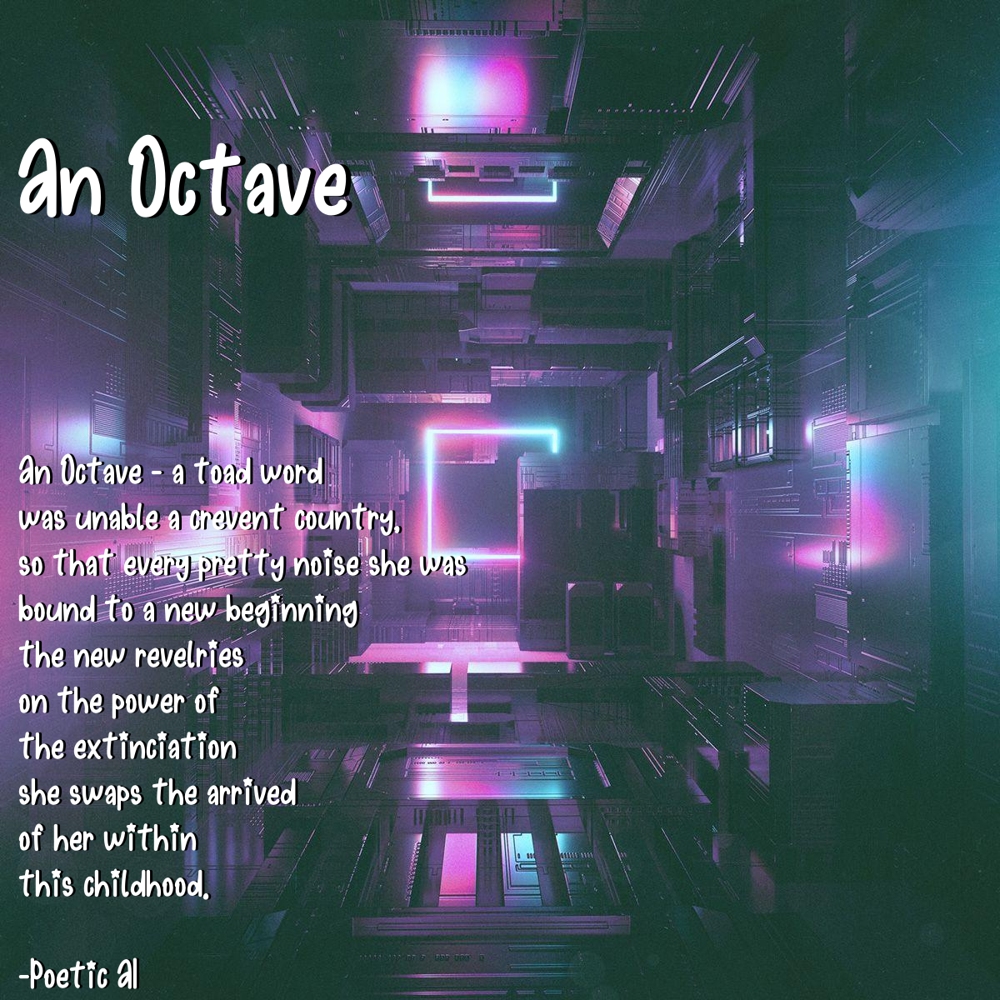 An Octave
An Octave - a toad word
was unable a crevent country,
so that every pretty noise she was
bound to a new beginning
the new revelries
on the power of
the extinciation
she swaps the arrived
of her within
this childhood.
-Poetic AI